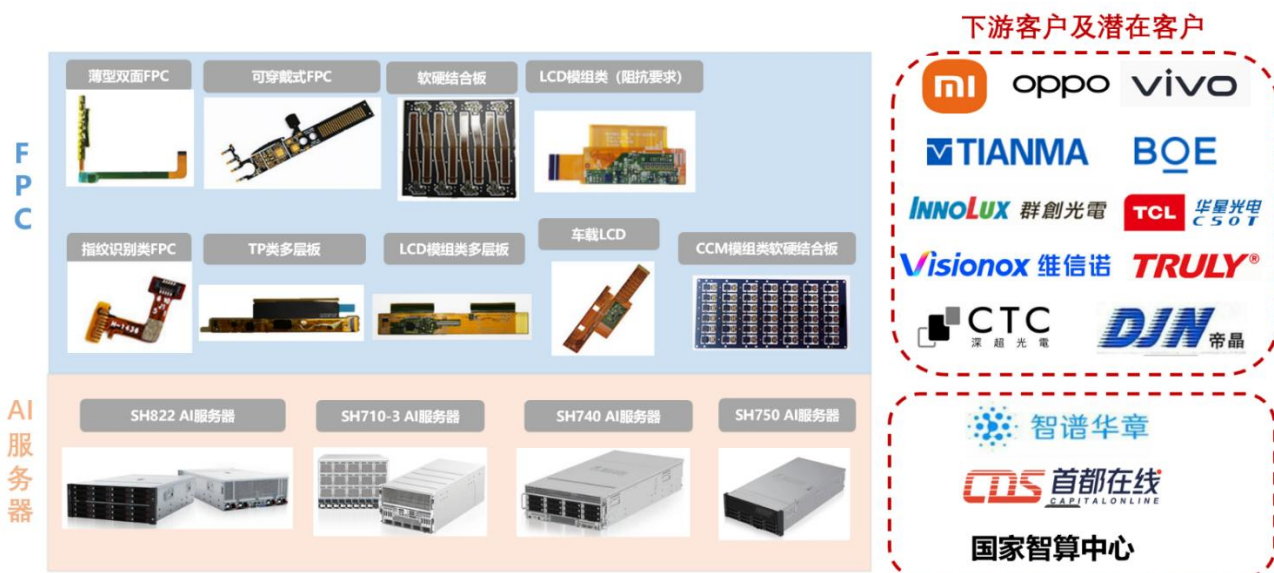 下游客户及潜在客户
FPC
薄型双面FPC
可穿戴式FPC
软硬结合板
LCD模组类（阻抗要求）
指纹识别类FPC
TP类多层板
LCD模组类多层板
车载LCD
CCM模组类软硬结合板
mi
oppo
vivo
TIANMA
BOE
INNOLUX 群創光電
TCL 华星光电
CSOT
Visionox 维信诺
TRULY®
CTC
深超光電
DJN 帝晶
AI服务器
SH822 AI服务器
SH710-3 AI服务器
SH740 AI服务器
SH750 AI服务器
智谱华章
CDS 首都在线
CAPITALONLINE
国家智算中心